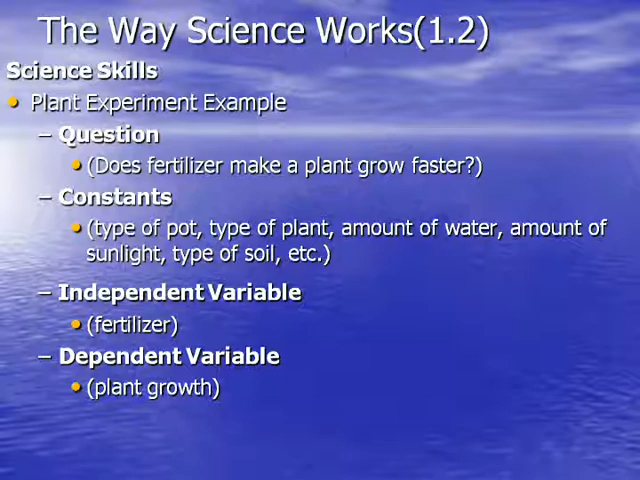 The Way Science Works(1.2)
Science Skills
• Plant Experiment Example
– Question
• (Does fertilizer make a plant grow faster?)
– Constants
• (type of pot, type of plant, amount of water, amount of
sunlight, type of soil, etc.)
– Independent Variable
• (fertilizer)
– Dependent Variable
• (plant growth)